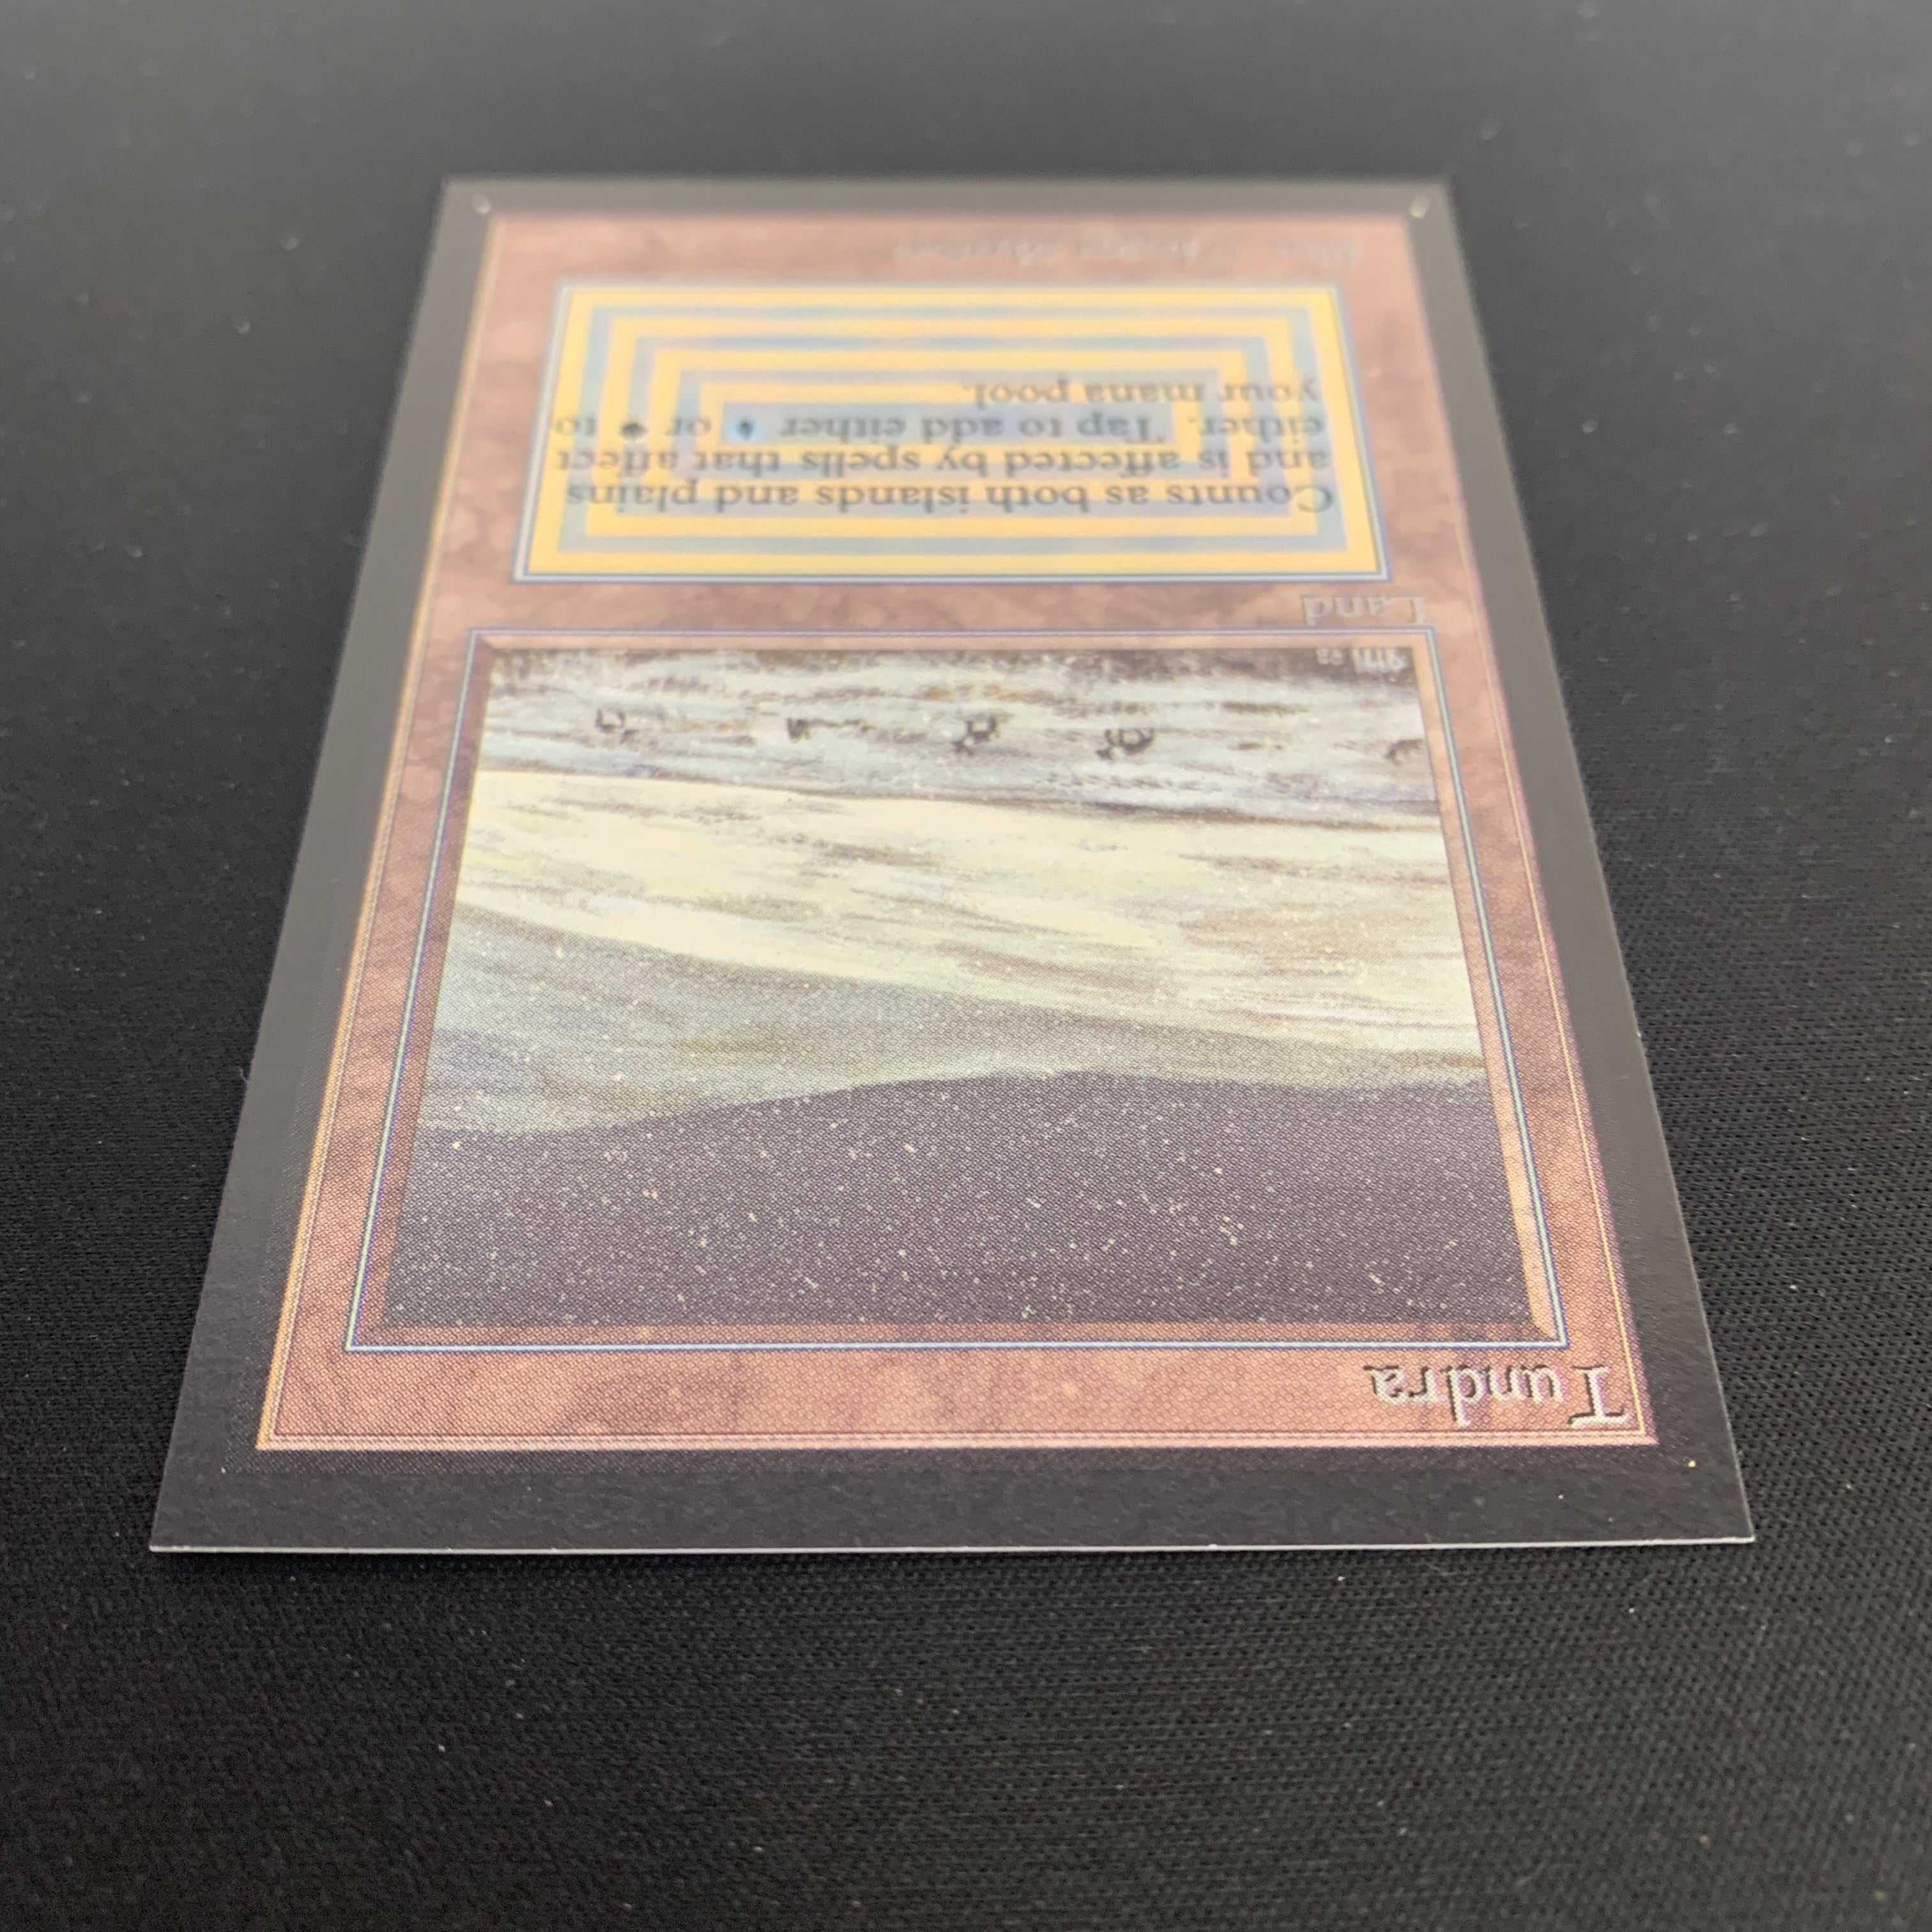 Tundra
Land
Counts as both islands and plains
and is affected by spells that affect
either. Tap to add either or to
your mana pool.
Illus. ©